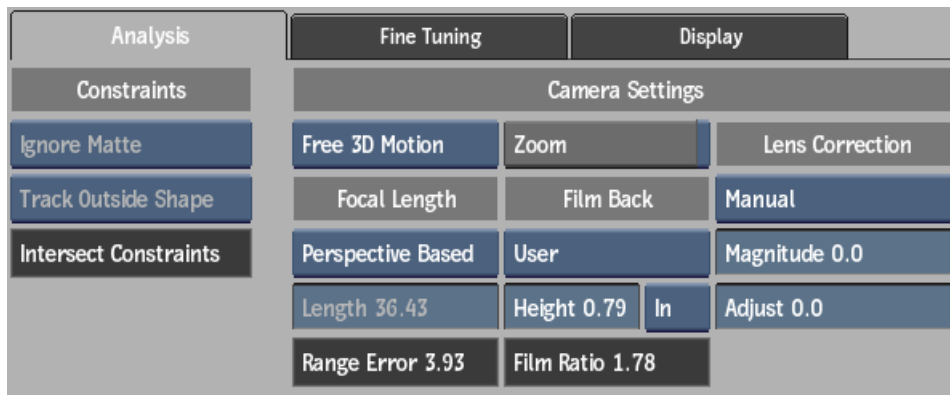 Analysis Fine Tuning Display
Constraints Camera Settings
Ignore Matte Free 3D Motion Zoom Lens Correction
Track Outside Shape Focal Length Film Back Manual
Intersect Constraints Perspective Based User Magnitude 0.0
Length 36.43 Height 0.79 In Adjust 0.0
Range Error 3.93 Film Ratio 1.78